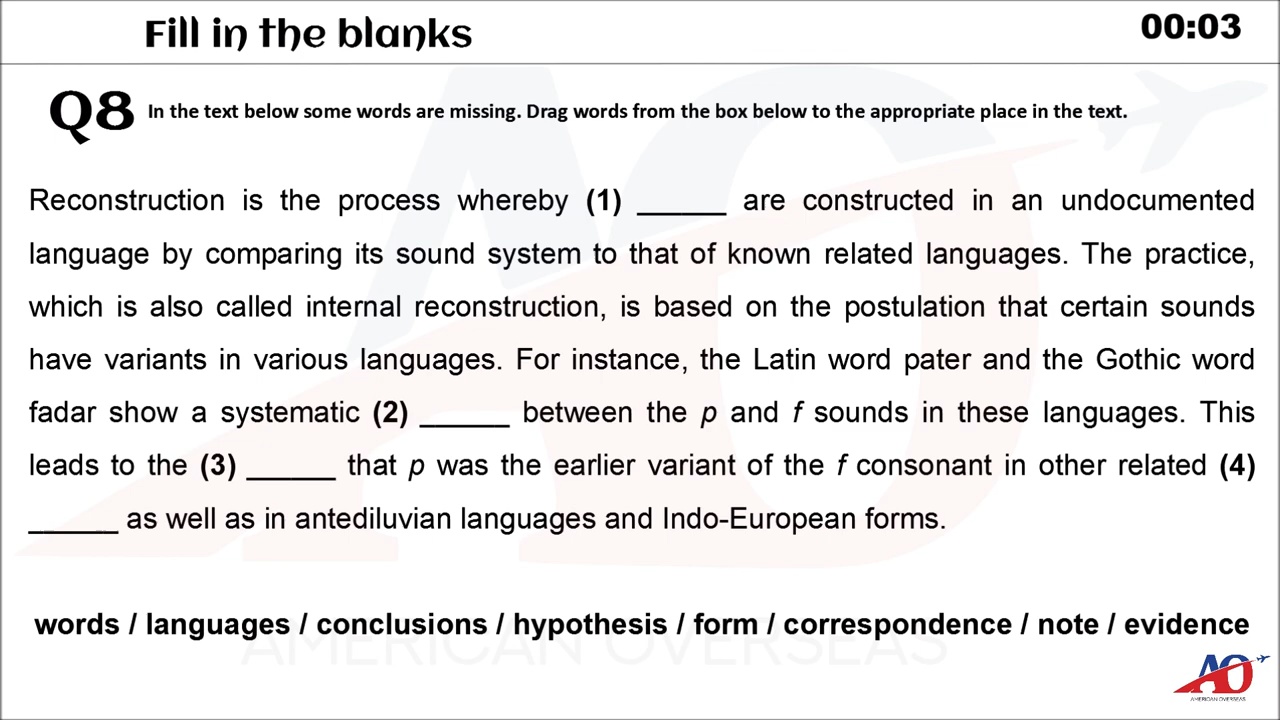 Fill in the blanks
00:03
Q8 In the text below some words are missing. Drag words from the box below to the appropriate place in the text.
Reconstruction is the process whereby (1) ______ are constructed in an undocumented
language by comparing its sound system to that of known related languages. The practice,
which is also called internal reconstruction, is based on the postulation that certain sounds
have variants in various languages. For instance, the Latin word pater and the Gothic word
fadar show a systematic (2) ______ between the p and f sounds in these languages. This
leads to the (3) ______ that p was the earlier variant of the f consonant in other related (4)
______ as well as in antediluvian languages and Indo-European forms.
words / languages / conclusions / hypothesis / form / correspondence / note / evidence
AMERICAN OVERSEAS
AO
AMERICAN OVERSEAS